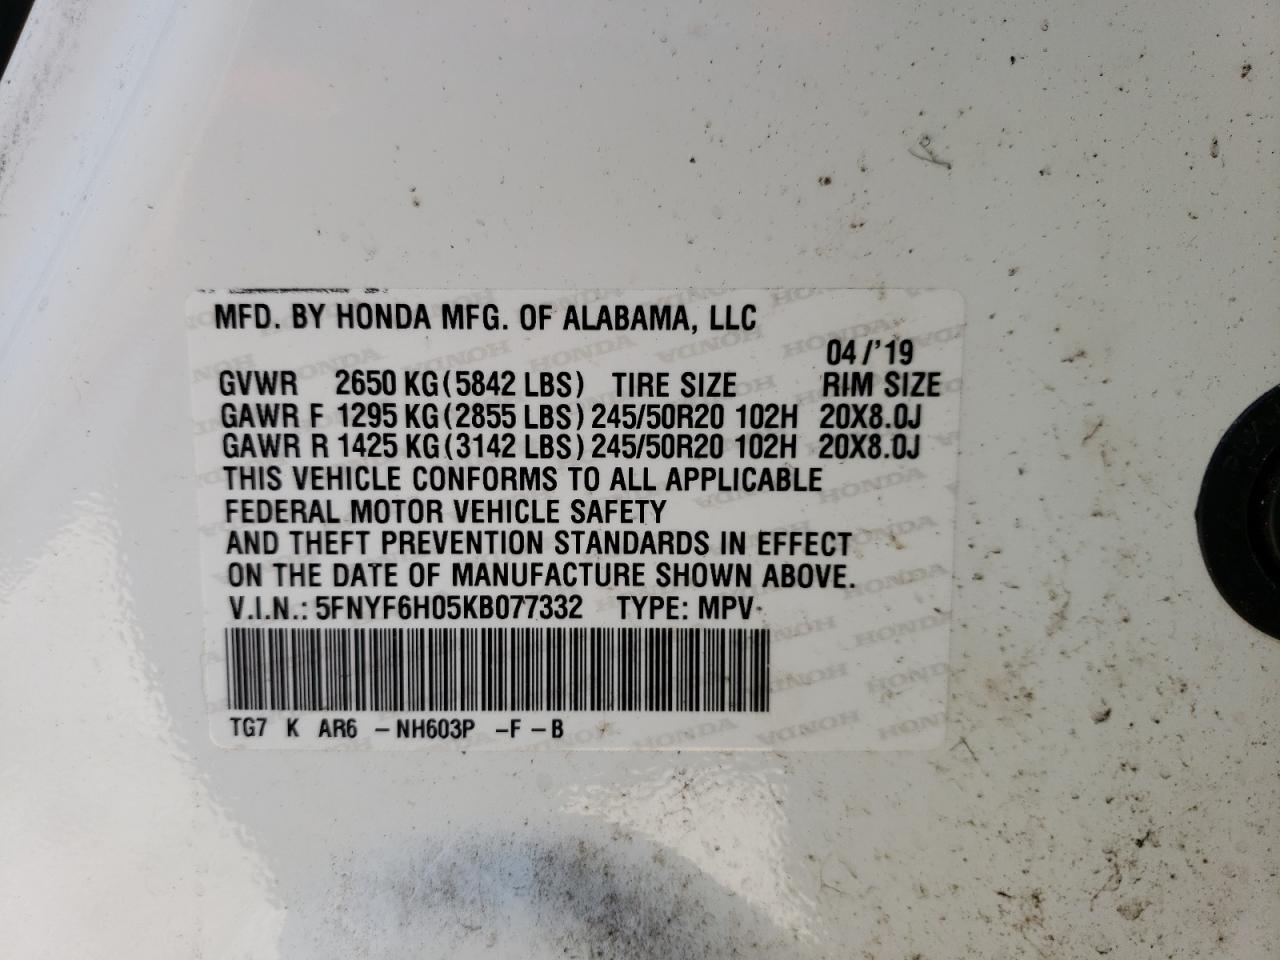 MFD. BY HONDA MFG. OF ALABAMA, LLC
04/'19
GVWR 2650 KG(5842 LBS) TIRE SIZE RIM SIZE
GAWR F 1295 KG(2855 LBS) 245/50R20 102H 20X8.0J
GAWR R 1425 KG(3142 LBS) 245/50R20 102H 20X8.0J
THIS VEHICLE CONFORMS TO ALL APPLICABLE
FEDERAL MOTOR VEHICLE SAFETY
AND THEFT PREVENTION STANDARDS IN EFFECT
ON THE DATE OF MANUFACTURE SHOWN ABOVE.
V.I.N.: 5FNYF6H05KB077332 TYPE: MPV
TG7 K AR6 -NH603P -F -B